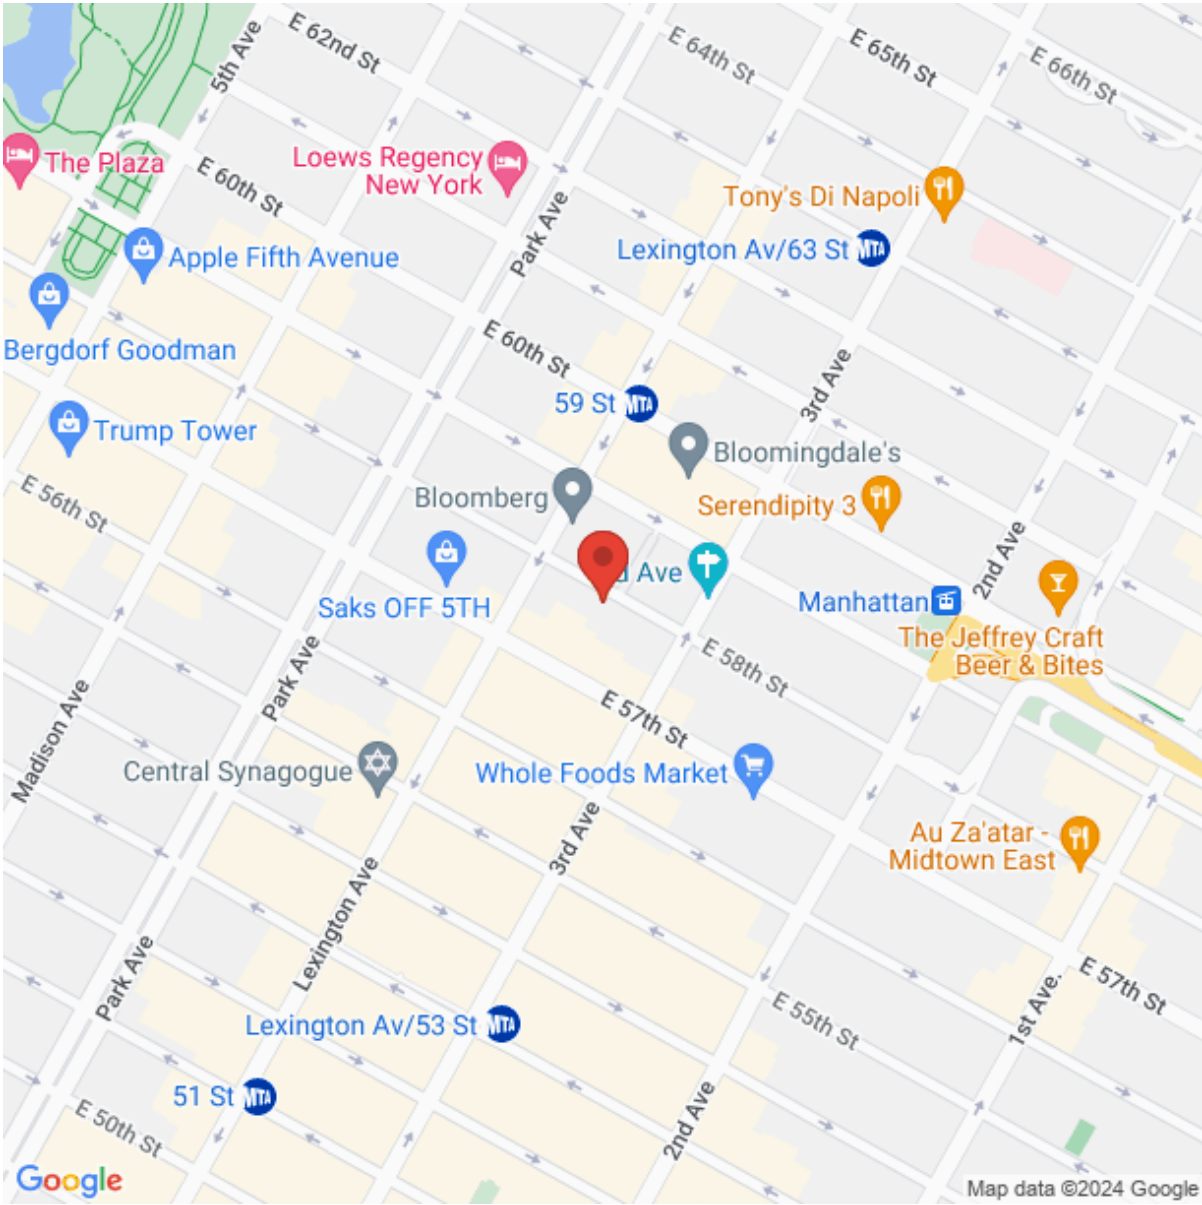 E 62nd St
5th Ave
E 64th St
E 65th St
E 66th St
The Plaza
Loews Regency
New York
E 60th St
Tony's Di Napoli
Park Ave
Lexington Av/63 St
MTA
Apple Fifth Avenue
Bergdorf Goodman
E 60th St
3rd Ave
59 St
MTA
Trump Tower
Bloomingdale's
E 56th St
Bloomberg
Serendipity 3
d Ave
2nd Ave
Saks OFF 5TH
Manhattan
The Jeffrey Craft
Beer & Bites
E 58th St
Park Ave
E 57th St
Madison Ave
Central Synagogue
Whole Foods Market
3rd Ave
Au Za'atar -
Midtown East
Lexington Ave
Park Ave
E 57th St
1st Ave.
E 55th St
Lexington Av/53 St
MTA
51 St
MTA
2nd Ave
E 50th St
Google
Map data ©2024 Google